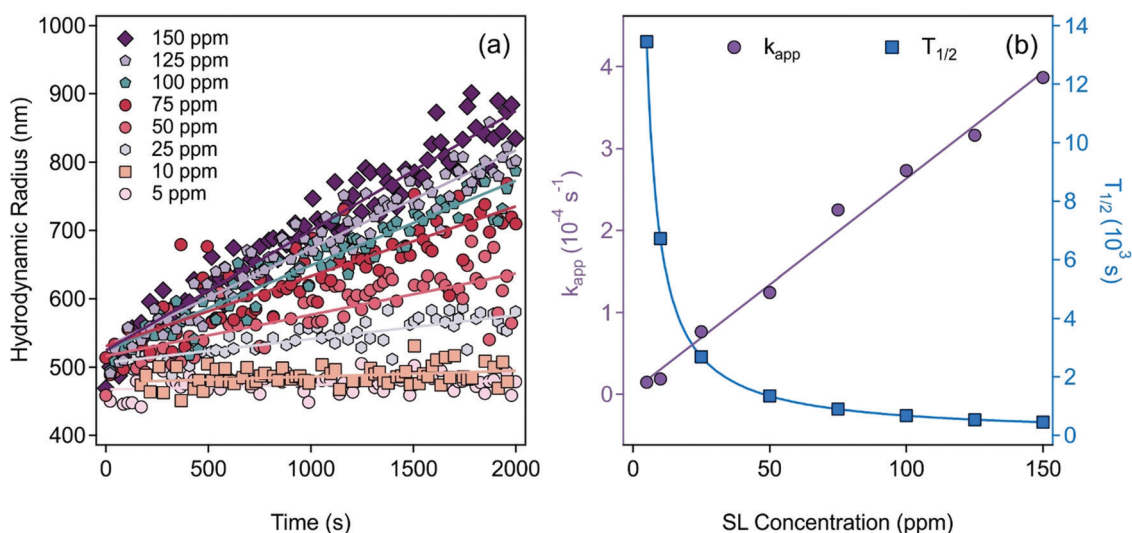 (a)
1000
900
800
700
600
500
400
Hydrodynamic Radius (nm)
150 ppm
125 ppm
100 ppm
75 ppm
50 ppm
25 ppm
10 ppm
5 ppm
0 500 1000 1500 2000
Time (s)
(b)
k_app T_1/2
4
3
2
1
0
k_app (10^-4 s^-1)
14
12
10
8
6
4
2
0
T_1/2 (10^3 s)
0 50 100 150
SL Concentration (ppm)